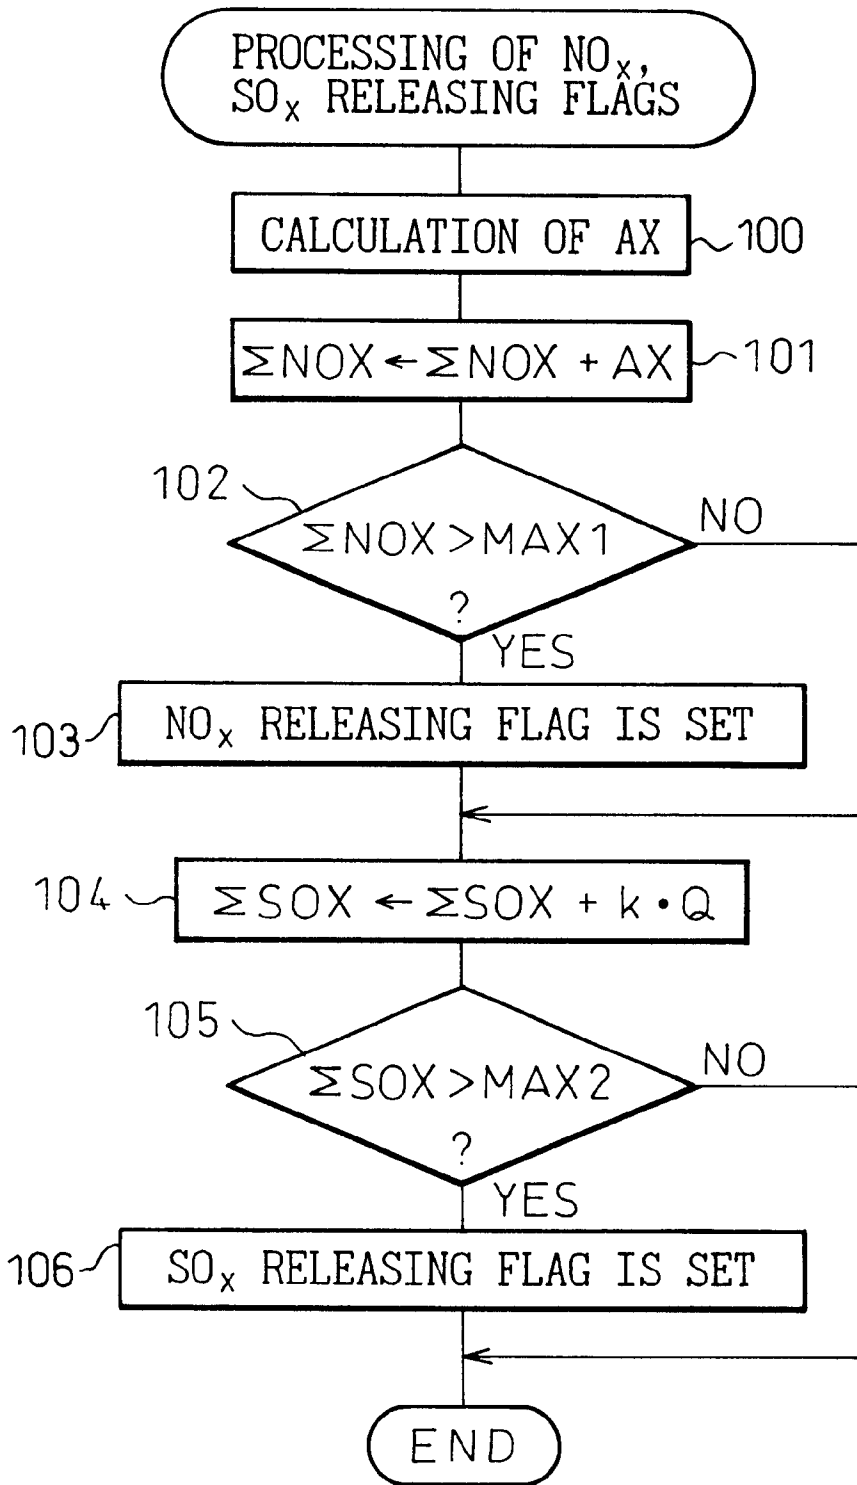 PROCESSING OF NOx,
SOx RELEASING FLAGS
CALCULATION OF AX
100
ΣNOX ← ΣNOX + AX
101
102
ΣNOX > MAX1
?
NO
YES
NOx RELEASING FLAG IS SET
103
104
ΣSOX ← ΣSOX + k • Q
105
ΣSOX > MAX2
?
NO
YES
106
SOx RELEASING FLAG IS SET
END